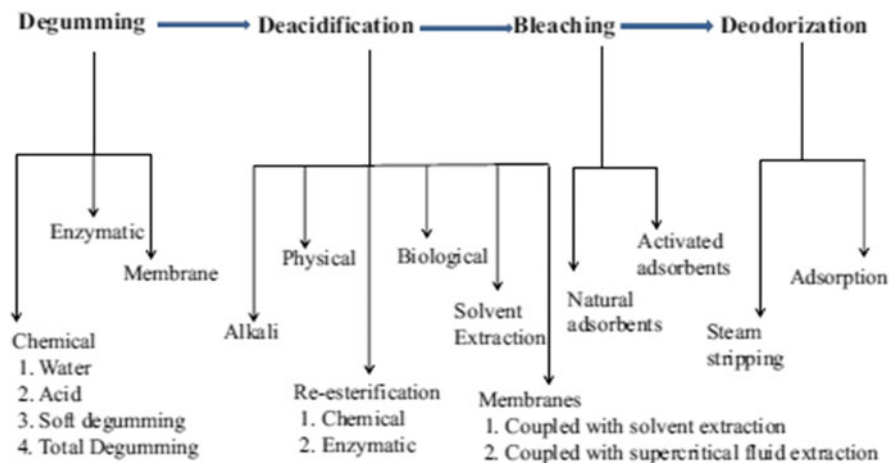 Degumming
Deacidification
Bleaching
Deodorization
Enzymatic
Membrane
Chemical
1. Water
2. Acid
3. Soft degumming
4. Total Degumming
Physical
Biological
Alkali
Solvent
Extraction
Re-esterification
1. Chemical
2. Enzymatic
Membranes
1. Coupled with solvent extraction
2. Coupled with supercritical fluid extraction
Activated
adsorbents
Natural
adsorbents
Adsorption
Steam
stripping